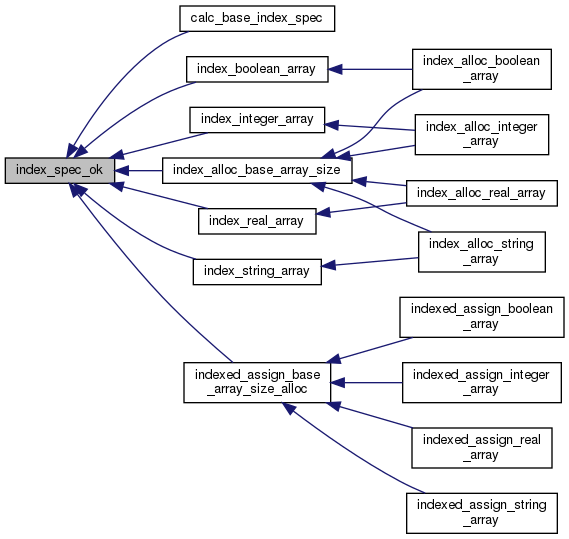 calc_base_index_spec
index_boolean_array
index_alloc_boolean
_array
index_integer_array
index_alloc_integer
_array
index_spec_ok
index_alloc_base_array_size
index_alloc_real_array
index_real_array
index_alloc_string
_array
index_string_array
indexed_assign_boolean
_array
indexed_assign_base
_array_size_alloc
indexed_assign_integer
_array
indexed_assign_real
_array
indexed_assign_string
_array